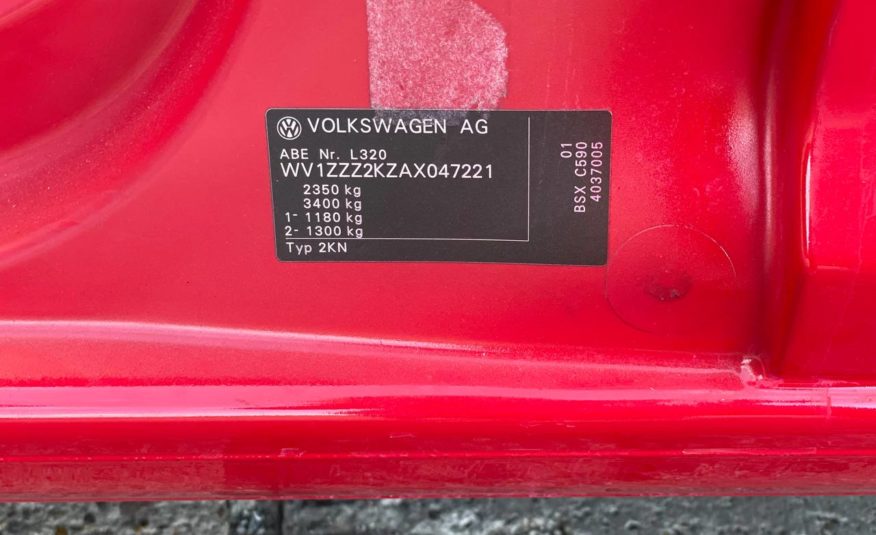 VOLKSWAGEN AG
ABE Nr. L320
WV1ZZZ2KZAX047221
2350 kg
3400 kg
1- 1180 kg
2- 1300 kg
Typ 2KN
01
BSX C590
4037005